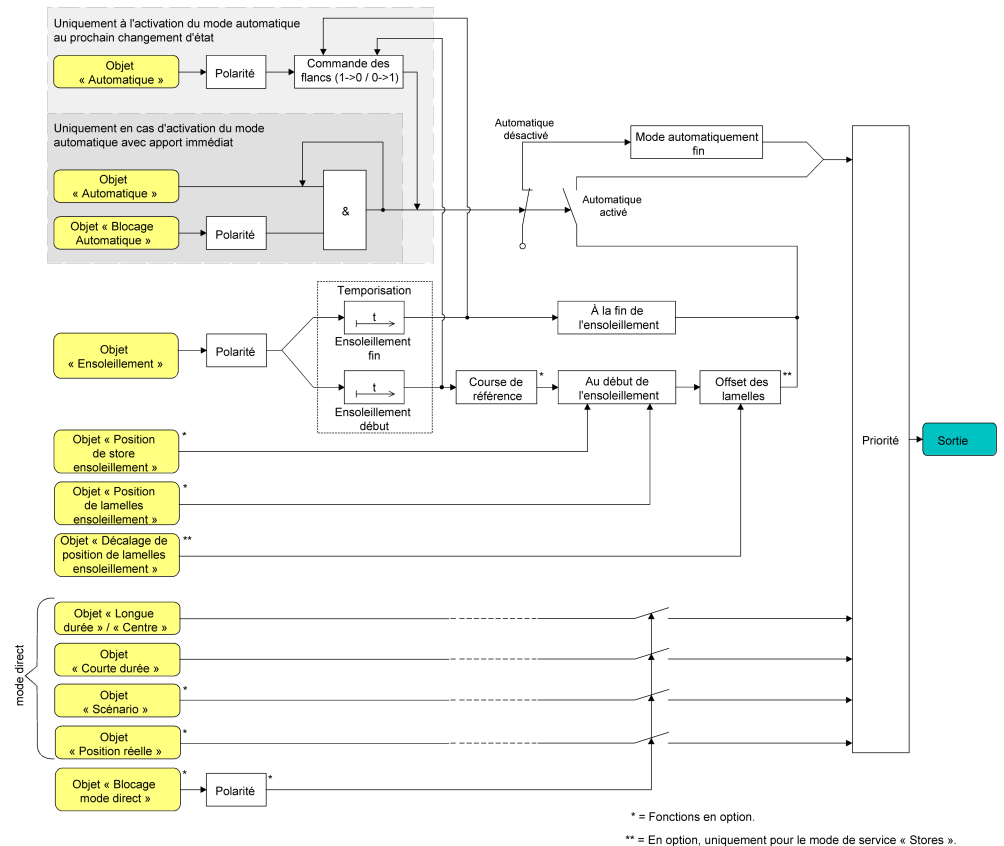 Uniquement à l'activation du mode automatique
au prochain changement d'état
Objet
« Automatique »
Polarité
Commande des
flancs (1->0 / 0->1)
Uniquement en cas d'activation du mode
automatique avec apport immédiat
Objet
« Automatique »
&
Objet « Blocage
Automatique »
Polarité
Automatique
désactivé
Mode automatiquement
fin
Automatique
activé
Temporisation
t
Ensoleillement
fin
À la fin de
l'ensoleillement
Objet
« Ensoleillement »
Polarité
t
Ensoleillement
début
Course de
référence
*
Au début de
l'ensoleillement
Offset des
lamelles
**
Objet « Position
de store
ensoleillement »
*
Objet « Position
de lamelles
ensoleillement »
*
Objet « Décalage de
position de lamelles
ensoleillement »
**
Priorité
Sortie
mode direct
Objet « Longue
durée » / « Centre »
Objet
« Courte durée »
Objet
« Scénario »
*
Objet
« Position réelle »
*
Objet « Blocage
mode direct »
*
Polarité
*
* = Fonctions en option.
** = En option, uniquement pour le mode de service « Stores ».